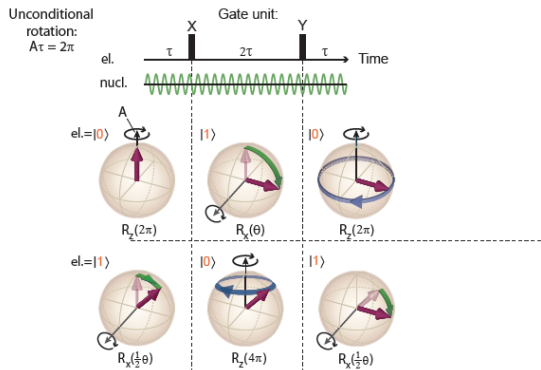 Unconditional
rotation:
Aτ = 2π
Gate unit:
X
Y
τ
2τ
τ
el.
Time
nucl.
A
el.=|0⟩
|1⟩
|0⟩
R_z(2π)
R_x(θ)
R_z(2π)
el.=|1⟩
|0⟩
|1⟩
R_x(½θ)
R_z(4π)
R_x(½θ)